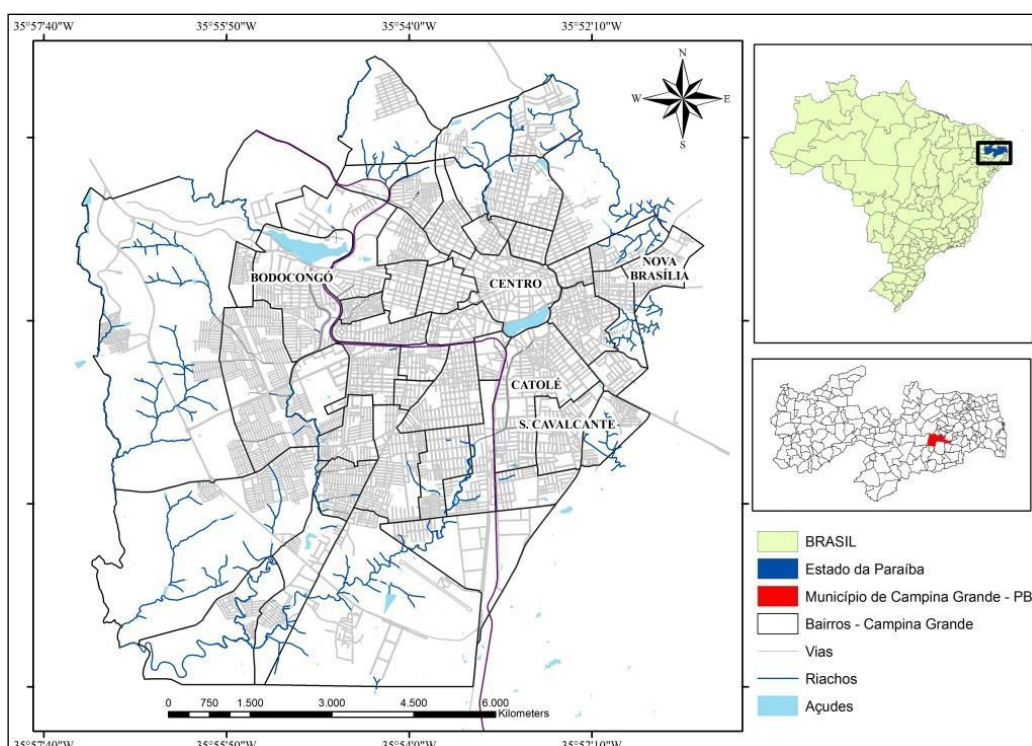 35°57'40"W 35°55'50"W 35°54'0"W 35°52'10"W
N
W E
S
NOVA
BRASÍLIA
BODOCONGÓ
CENTRO
CATOLÉ
S. CAVALCANTE
0 750 1.500 3.000 4.500 6.000
Kilometers
35°57'40"W 35°55'50"W 35°54'0"W 35°52'10"W
BRASIL
Estado da Paraíba
Município de Campina Grande - PB
Bairros - Campina Grande
Vias
Riachos
Açudes